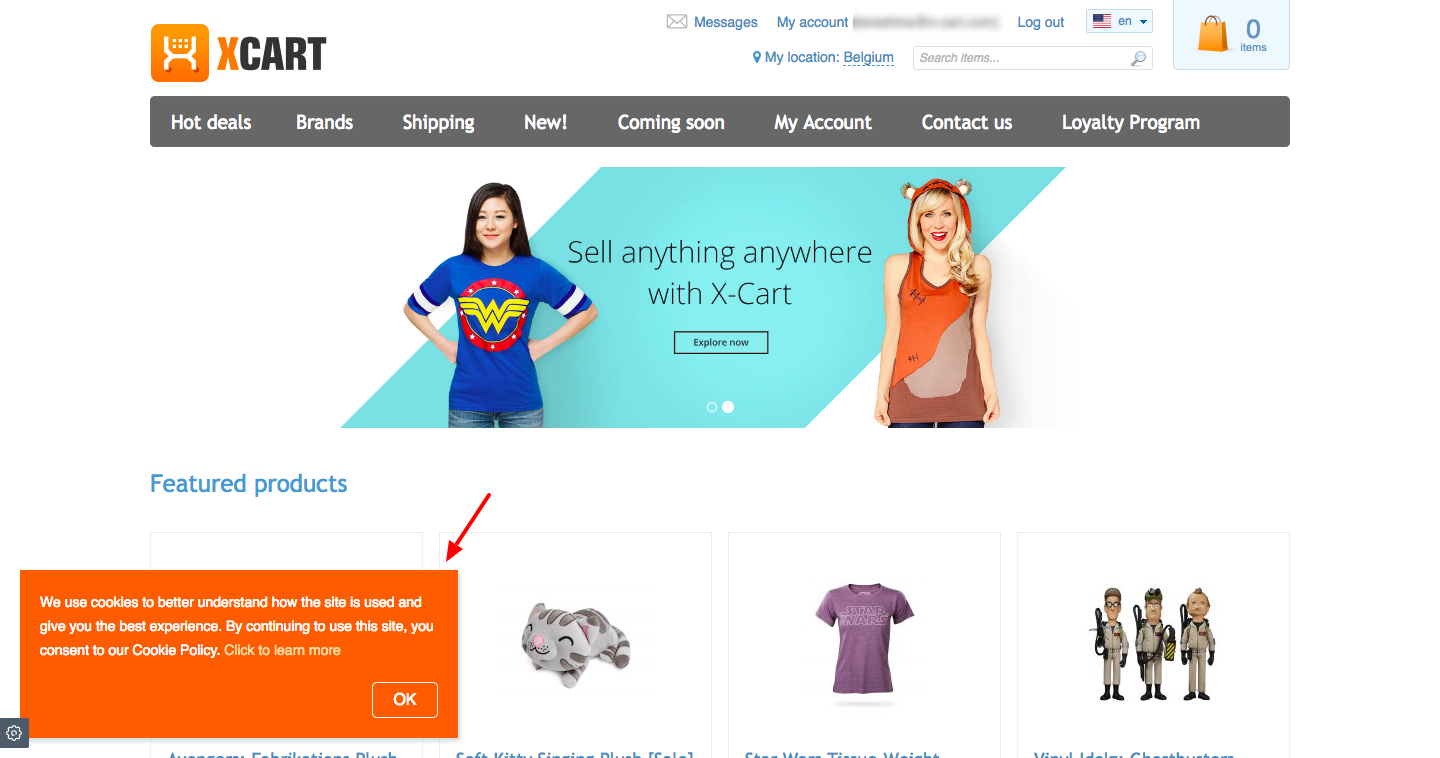 Messages My account Log out en
0
items
XCART
My location: Belgium Search items...
Hot deals Brands Shipping New! Coming soon My Account Contact us Loyalty Program
Sell anything anywhere
with X-Cart
Explore now
Featured products
We use cookies to better understand how the site is used and
give you the best experience. By continuing to use this site, you
consent to our Cookie Policy. Click to learn more
OK
STAR
WARS
Avengers: Fabrikations Plush Soft Kitty Singing Plush [Sale] Star Wars Tissue Weight Vinyl Idolz: Ghostbusters